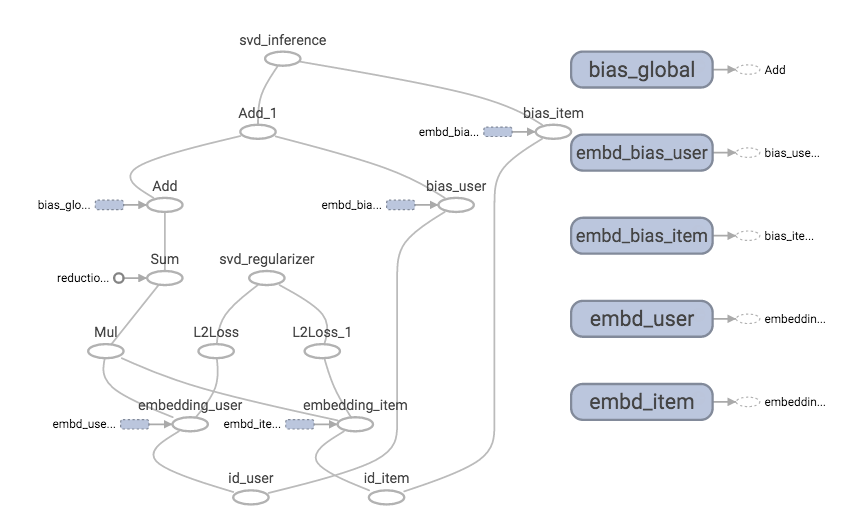 svd_inference
bias_global
Add
Add_1
bias_item
embd_bia...
embd_bias_user
bias_use...
Add
bias_user
bias_glo...
embd_bia...
embd_bias_item
bias_ite...
Sum
svd_regularizer
reductio...
embd_user
embeddin...
Mul
L2Loss
L2Loss_1
embd_item
embeddin...
embedding_user
embedding_item
embd_use...
embd_ite...
id_user
id_item